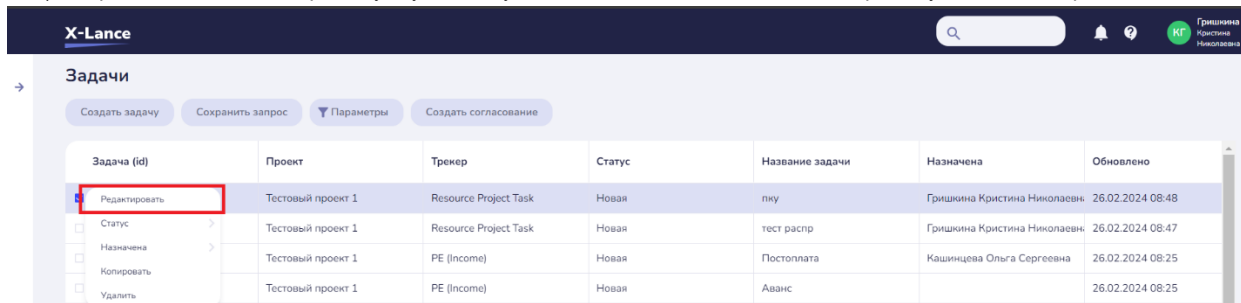 X-Lance
КГ
Гришкина
Кристина
Николаевна
Задачи
Создать задачу Сохранить запрос Параметры Создать согласование
Задача (id) Проект Трекер Статус Название задачи Назначена Обновлено
Редактировать Тестовый проект 1 Resource Project Task Новая пку Гришкина Кристина Николаевн 26.02.2024 08:48
Статус Тестовый проект 1 Resource Project Task Новая тест распр Гришкина Кристина Николаевн 26.02.2024 08:47
Назначена Тестовый проект 1 PE (Income) Новая Постоплата Кашинцева Ольга Сергеевна 26.02.2024 08:25
Копировать
Удалить Тестовый проект 1 PE (Income) Новая Аванс 26.02.2024 08:25